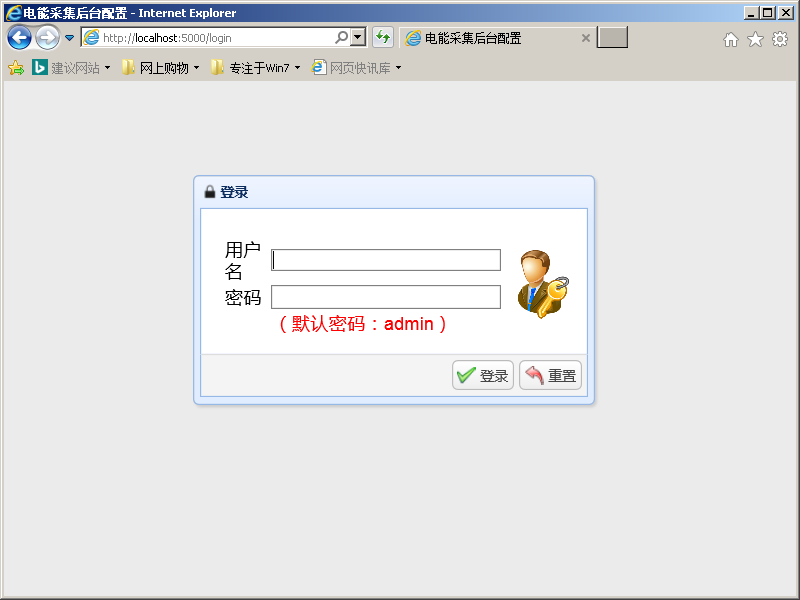 电能采集后台配置 - Internet Explorer
http://localhost:5000/login
电能采集后台配置
建议网站
网上购物
专注于Win7
网页快讯库
登录
用户名
密码
（默认密码：admin）
登录
重置